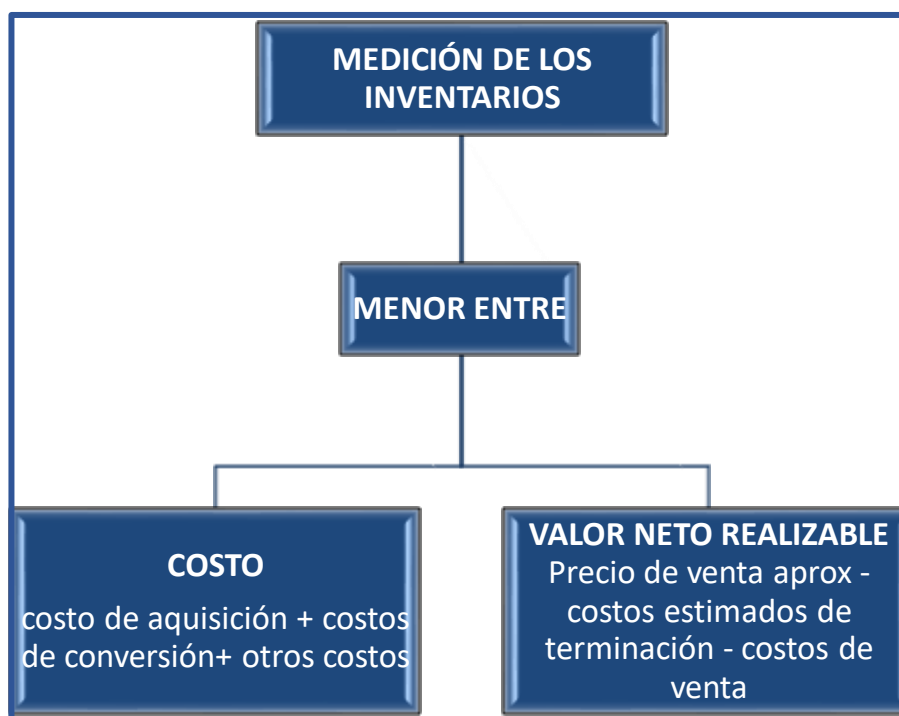 MEDICIÓN DE LOS
INVENTARIOS
MENOR ENTRE
COSTO
costo de aquisición + costos
de conversión+ otros costos
VALOR NETO REALIZABLE
Precio de venta aprox -
costos estimados de
terminación - costos de
venta